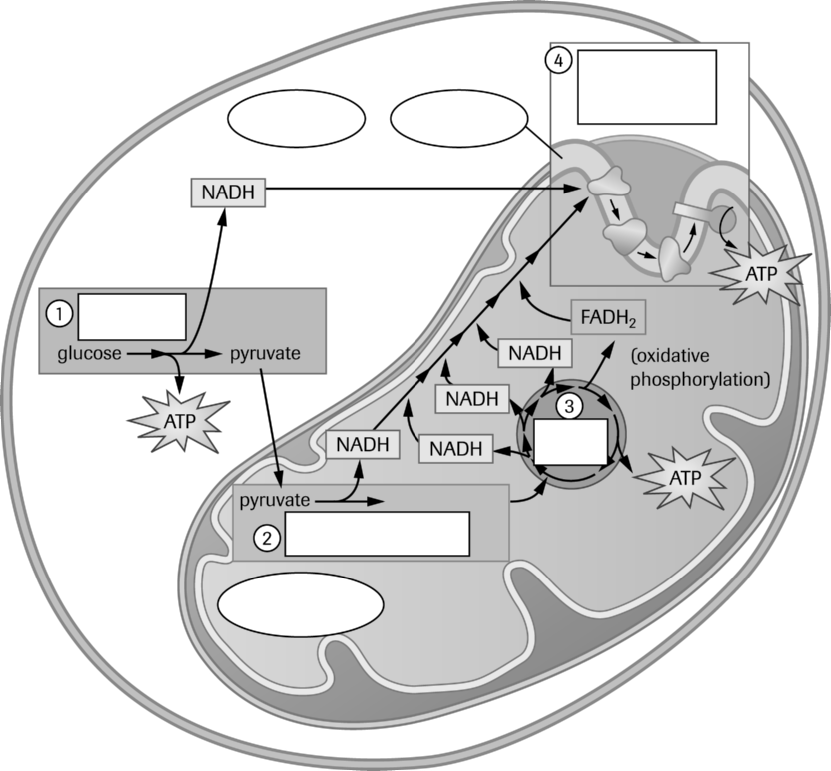 4
NADH
1
glucose
pyruvate
ATP
ATP
FADH₂
NADH
(oxidative
phosphorylation)
NADH
3
NADH
NADH
ATP
pyruvate
2